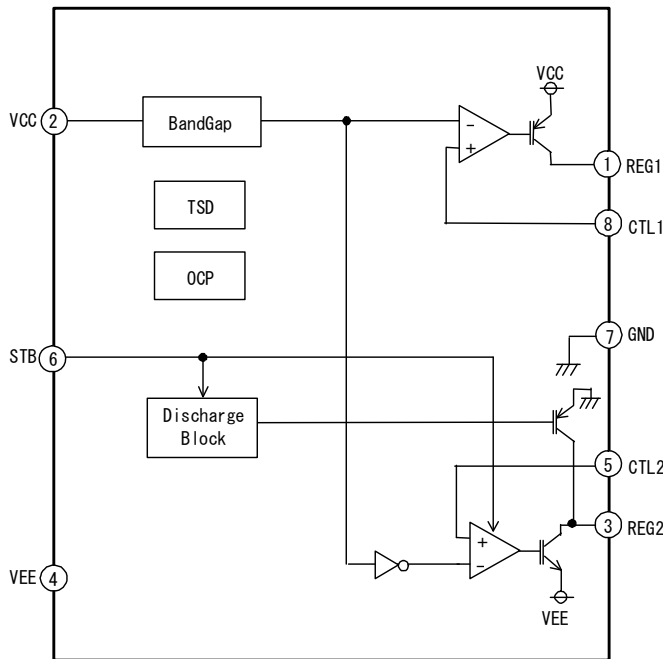 VCC
VCC 2 BandGap
- +
1 REG1
TSD
8 CTL1
OCP
7 GND
STB 6
Discharge
Block
5 CTL2
3 REG2
+ -
VEE 4
VEE